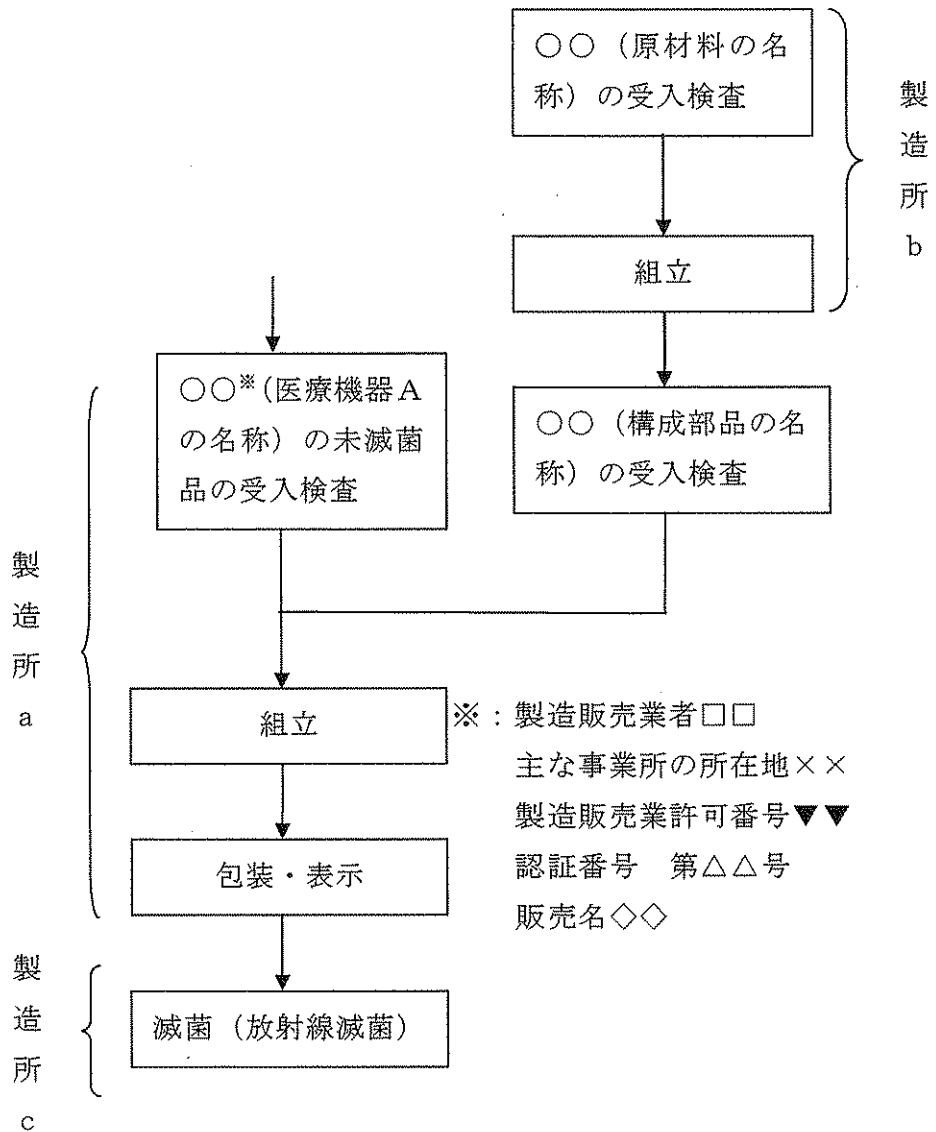 ○○（原材料の名
称）の受入検査
製造所b
組立
○○※(医療機器A
の名称）の未滅菌
品の受入検査
○○（構成部品の名
称）の受入検査
製造所a
組立
※：製造販売業者□□
主な事業所の所在地××
製造販売業許可番号▼▼
認証番号　第△△号
販売名◇◇
包装・表示
製造所c
滅菌（放射線滅菌）